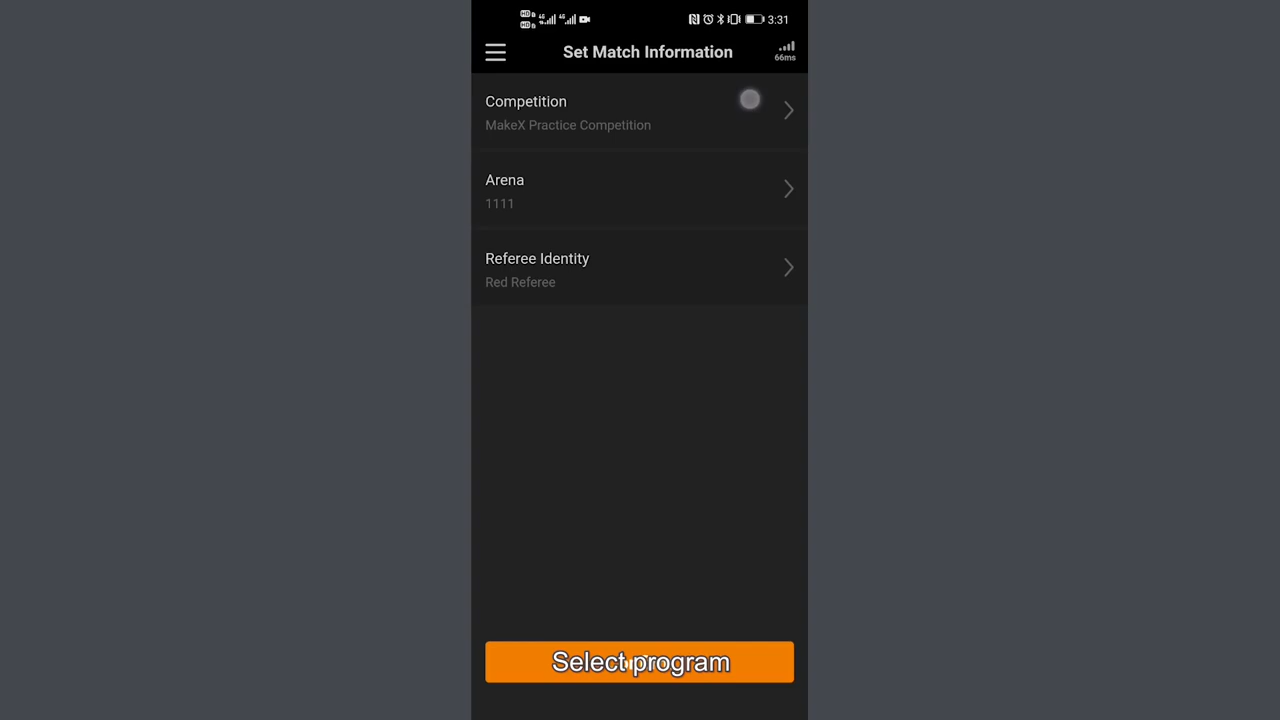 3:31
Set Match Information
66ms
Competition
MakeX Practice Competition
Arena
1111
Referee Identity
Red Referee
Select program